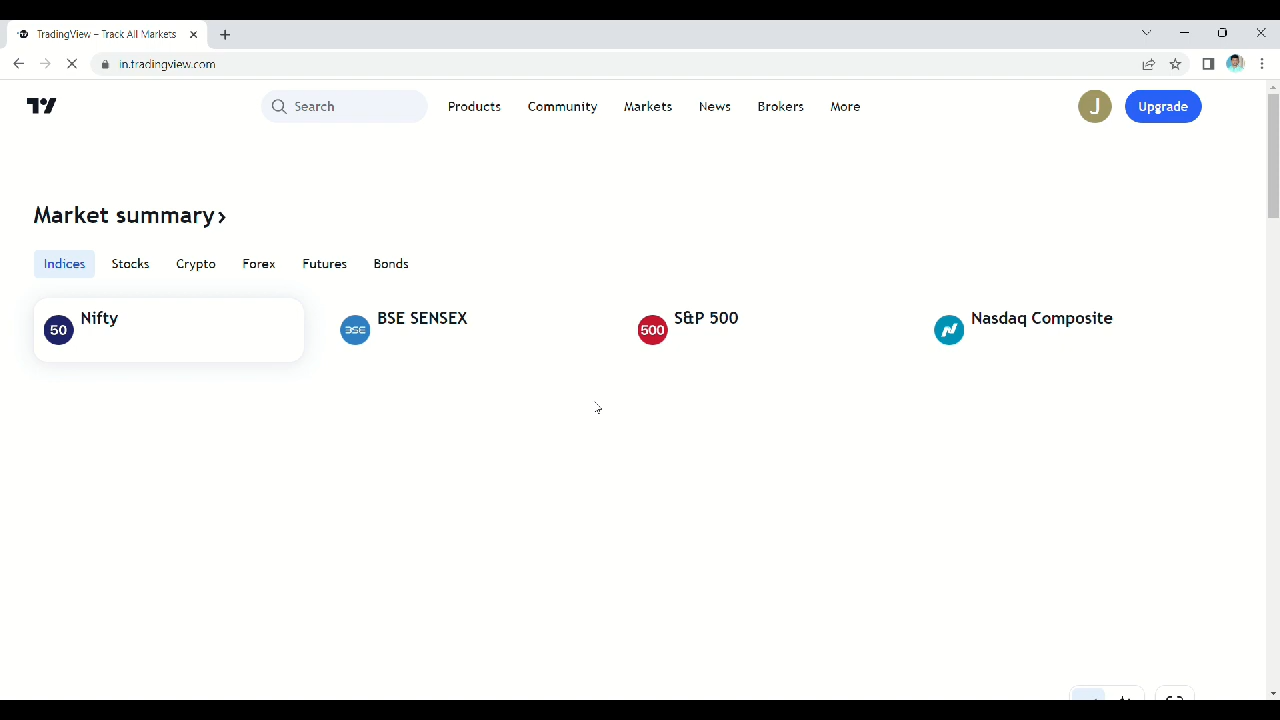 TradingView – Track All Markets
in.tradingview.com
Search
Products
Community
Markets
News
Brokers
More
J
Upgrade
Market summary
Indices
Stocks
Crypto
Forex
Futures
Bonds
50
Nifty
BSE
BSE SENSEX
500
S&P 500
Nasdaq Composite